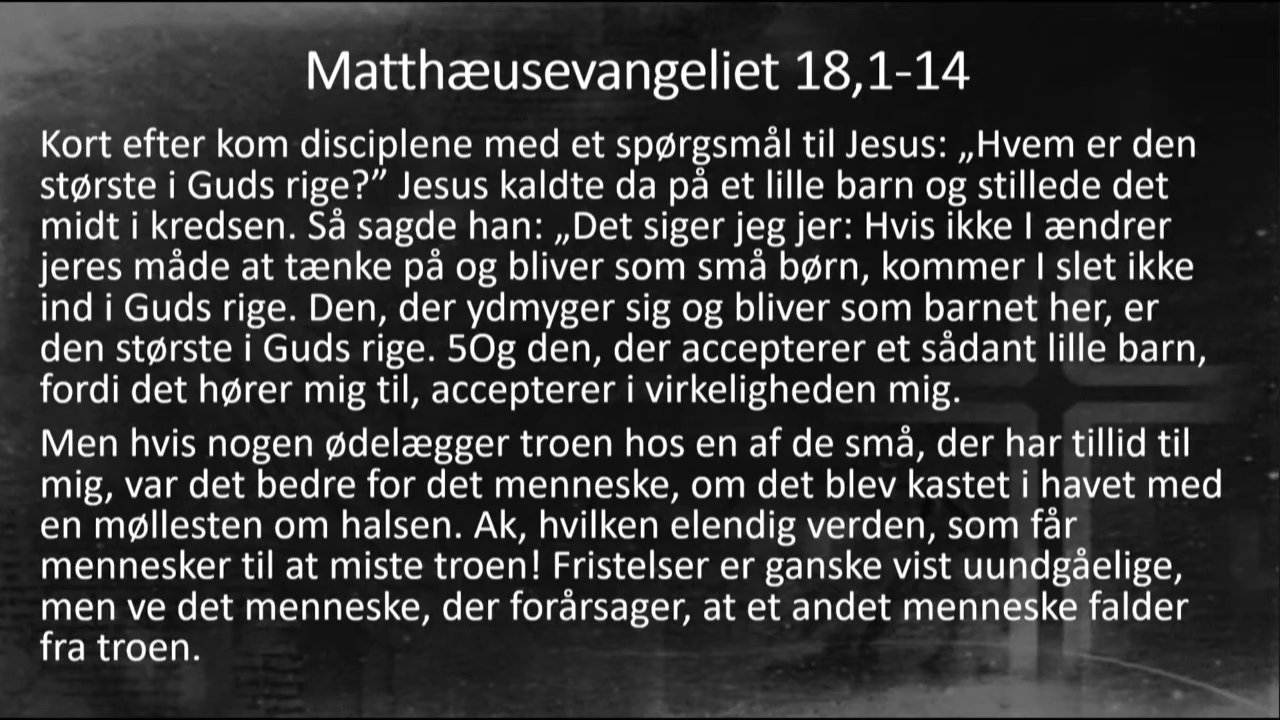 Matthæusevangeliet 18,1-14
Kort efter kom disciplene med et spørgsmål til Jesus: „Hvem er den
største i Guds rige?” Jesus kaldte da på et lille barn og stillede det
midt i kredsen. Så sagde han: „Det siger jeg jer: Hvis ikke I ændrer
jeres måde at tænke på og bliver som små børn, kommer I slet ikke
ind i Guds rige. Den, der ydmyger sig og bliver som barnet her, er
den største i Guds rige. 5Og den, der accepterer et sådant lille barn,
fordi det hører mig til, accepterer i virkeligheden mig.
Men hvis nogen ødelægger troen hos en af de små, der har tillid til
mig, var det bedre for det menneske, om det blev kastet i havet med
en møllesten om halsen. Ak, hvilken elendig verden, som får
mennesker til at miste troen! Fristelser er ganske vist uundgåelige,
men ve det menneske, der forårsager, at et andet menneske falder
fra troen.